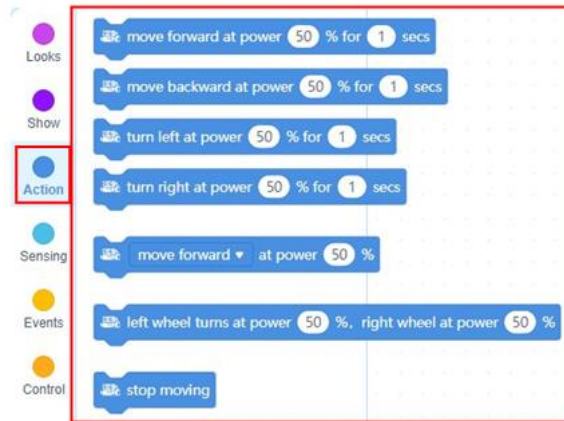 Looks
Show
Action
Sensing
Events
Control
move forward at power 50 % for 1 secs
move backward at power 50 % for 1 secs
turn left at power 50 % for 1 secs
turn right at power 50 % for 1 secs
move forward ▾ at power 50 %
left wheel turns at power 50 %, right wheel at power 50 %
stop moving